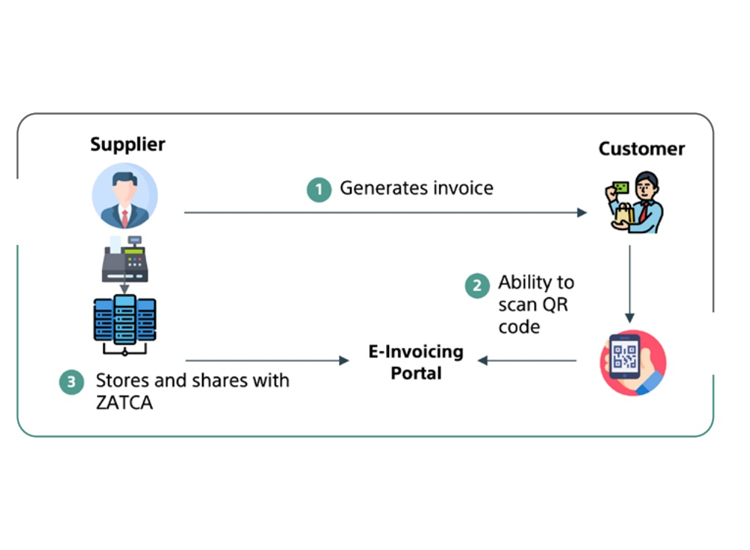 Supplier
Customer
1 Generates invoice
2 Ability to
scan QR
code
E-Invoicing
Portal
3 Stores and shares with
ZATCA